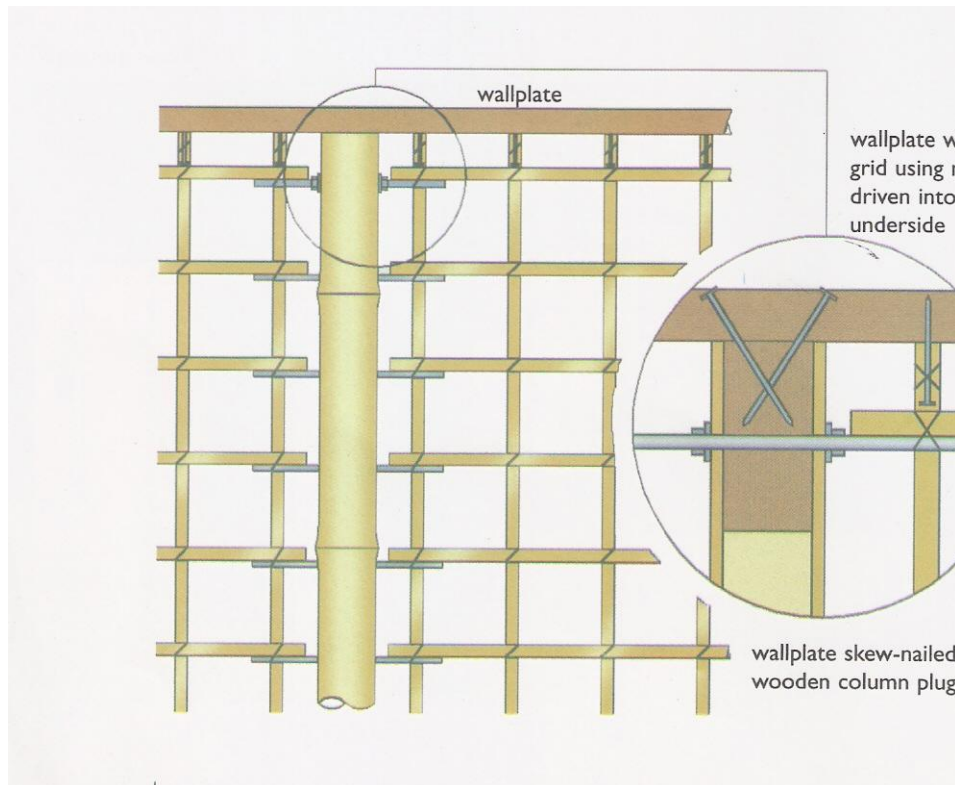 wallplate
wallplate w
grid using
driven into
underside
wallplate skew-nailed
wooden column plug